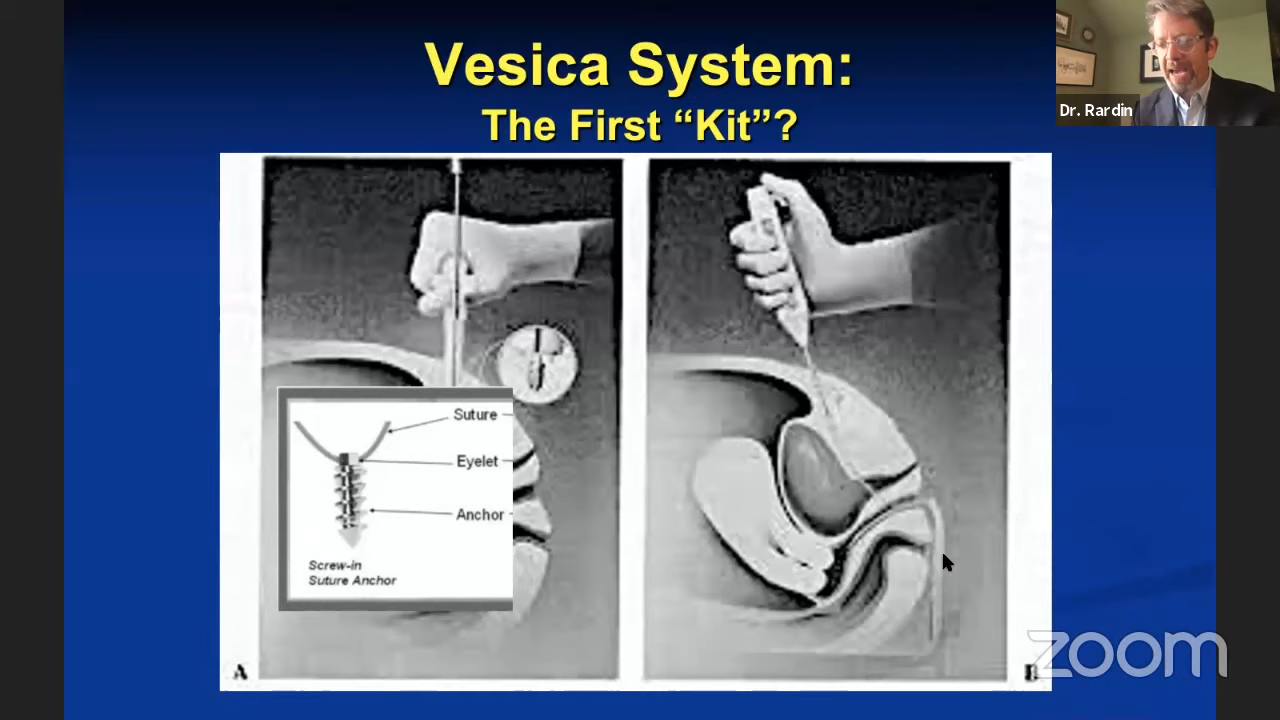 Vesica System:
The First “Kit”?
Dr. Rardin
Suture
Eyelet
Anchor
Screw-in
Suture Anchor
A
B
zoom